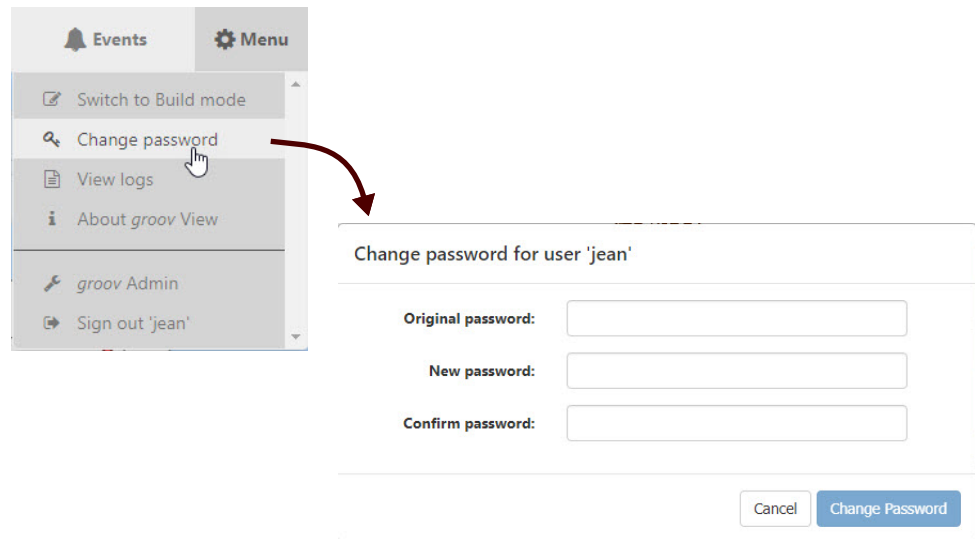 Events
Menu
Switch to Build mode
Change password
View logs
About groov View
groov Admin
Sign out 'jean'
Change password for user 'jean'
Original password:
New password:
Confirm password:
Cancel
Change Password